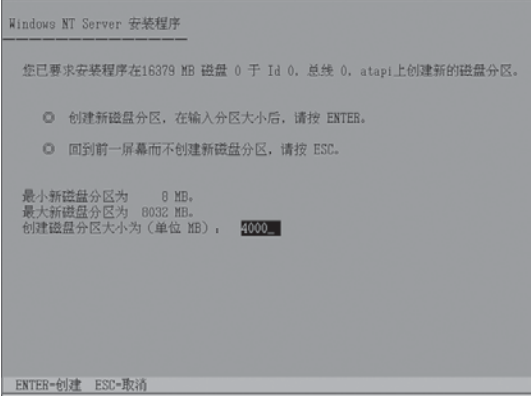 Windows NT Server 安装程序
您已要求安装程序在16379 MB 磁盘 0 于 Id 0, 总线 0, atapi上创建新的磁盘分区。
◎ 创建新磁盘分区, 在输入分区大小后, 请按 ENTER。
◎ 回到前一屏幕而不创建新磁盘分区, 请按 ESC。
最小新磁盘分区为 8 MB。
最大新磁盘分区为 8032 MB。
创建磁盘分区大小为(单位 MB): 4000_
ENTER=创建 ESC=取消